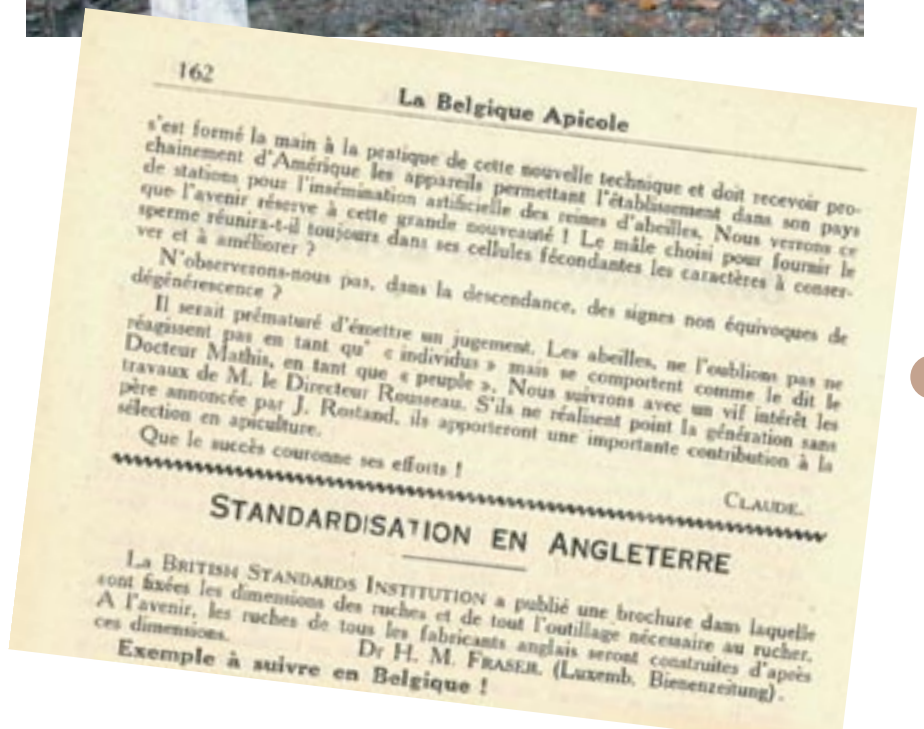 162
La Belgique Apicole
s'est formé la main à la pratique de cette nouvelle technique et doit recevoir pro-
chainement d'Amérique les appareils permettant l'établissement dans son pays
de stations pour l'insémination artificielle des reines d'abeilles. Nous verrons ce
que l'avenir réserve à cette grande nouveauté ! Le mâle choisi pour fournir le
sperme réunira-t-il toujours dans ses cellules fécondantes les caractères à conser-
ver et à améliorer ?
N'observerons-nous pas, dans la descendance, des signes non équivoques de
dégénérescence ?
Il serait prématuré d'émettre un jugement. Les abeilles, ne l'oublions pas ne
réagissent pas en tant qu' « individus » mais se comportent comme le dit le
Docteur Mathis, en tant que « peuple ». Nous suivrons avec un vif intérêt les
travaux de M. le Directeur Rousseau. S'ils ne réalisent point la génération sans
père annoncée par J. Rostand, ils apporteront une importante contribution à la
sélection en apiculture.
Que le succès couronne ses efforts !
CLAUDE.
STANDARDISATION EN ANGLETERRE
La BRITISH STANDARDS INSTITUTION a publié une brochure dans laquelle
sont fixées les dimensions des ruches et de tout l'outillage nécessaire au rucher.
A l'avenir, les ruches de tous les fabricants anglais seront construites d'après
ces dimensions.
Dr H. M. FRASER. (Luxemb. Bienenzeitung).
Exemple à suivre en Belgique !